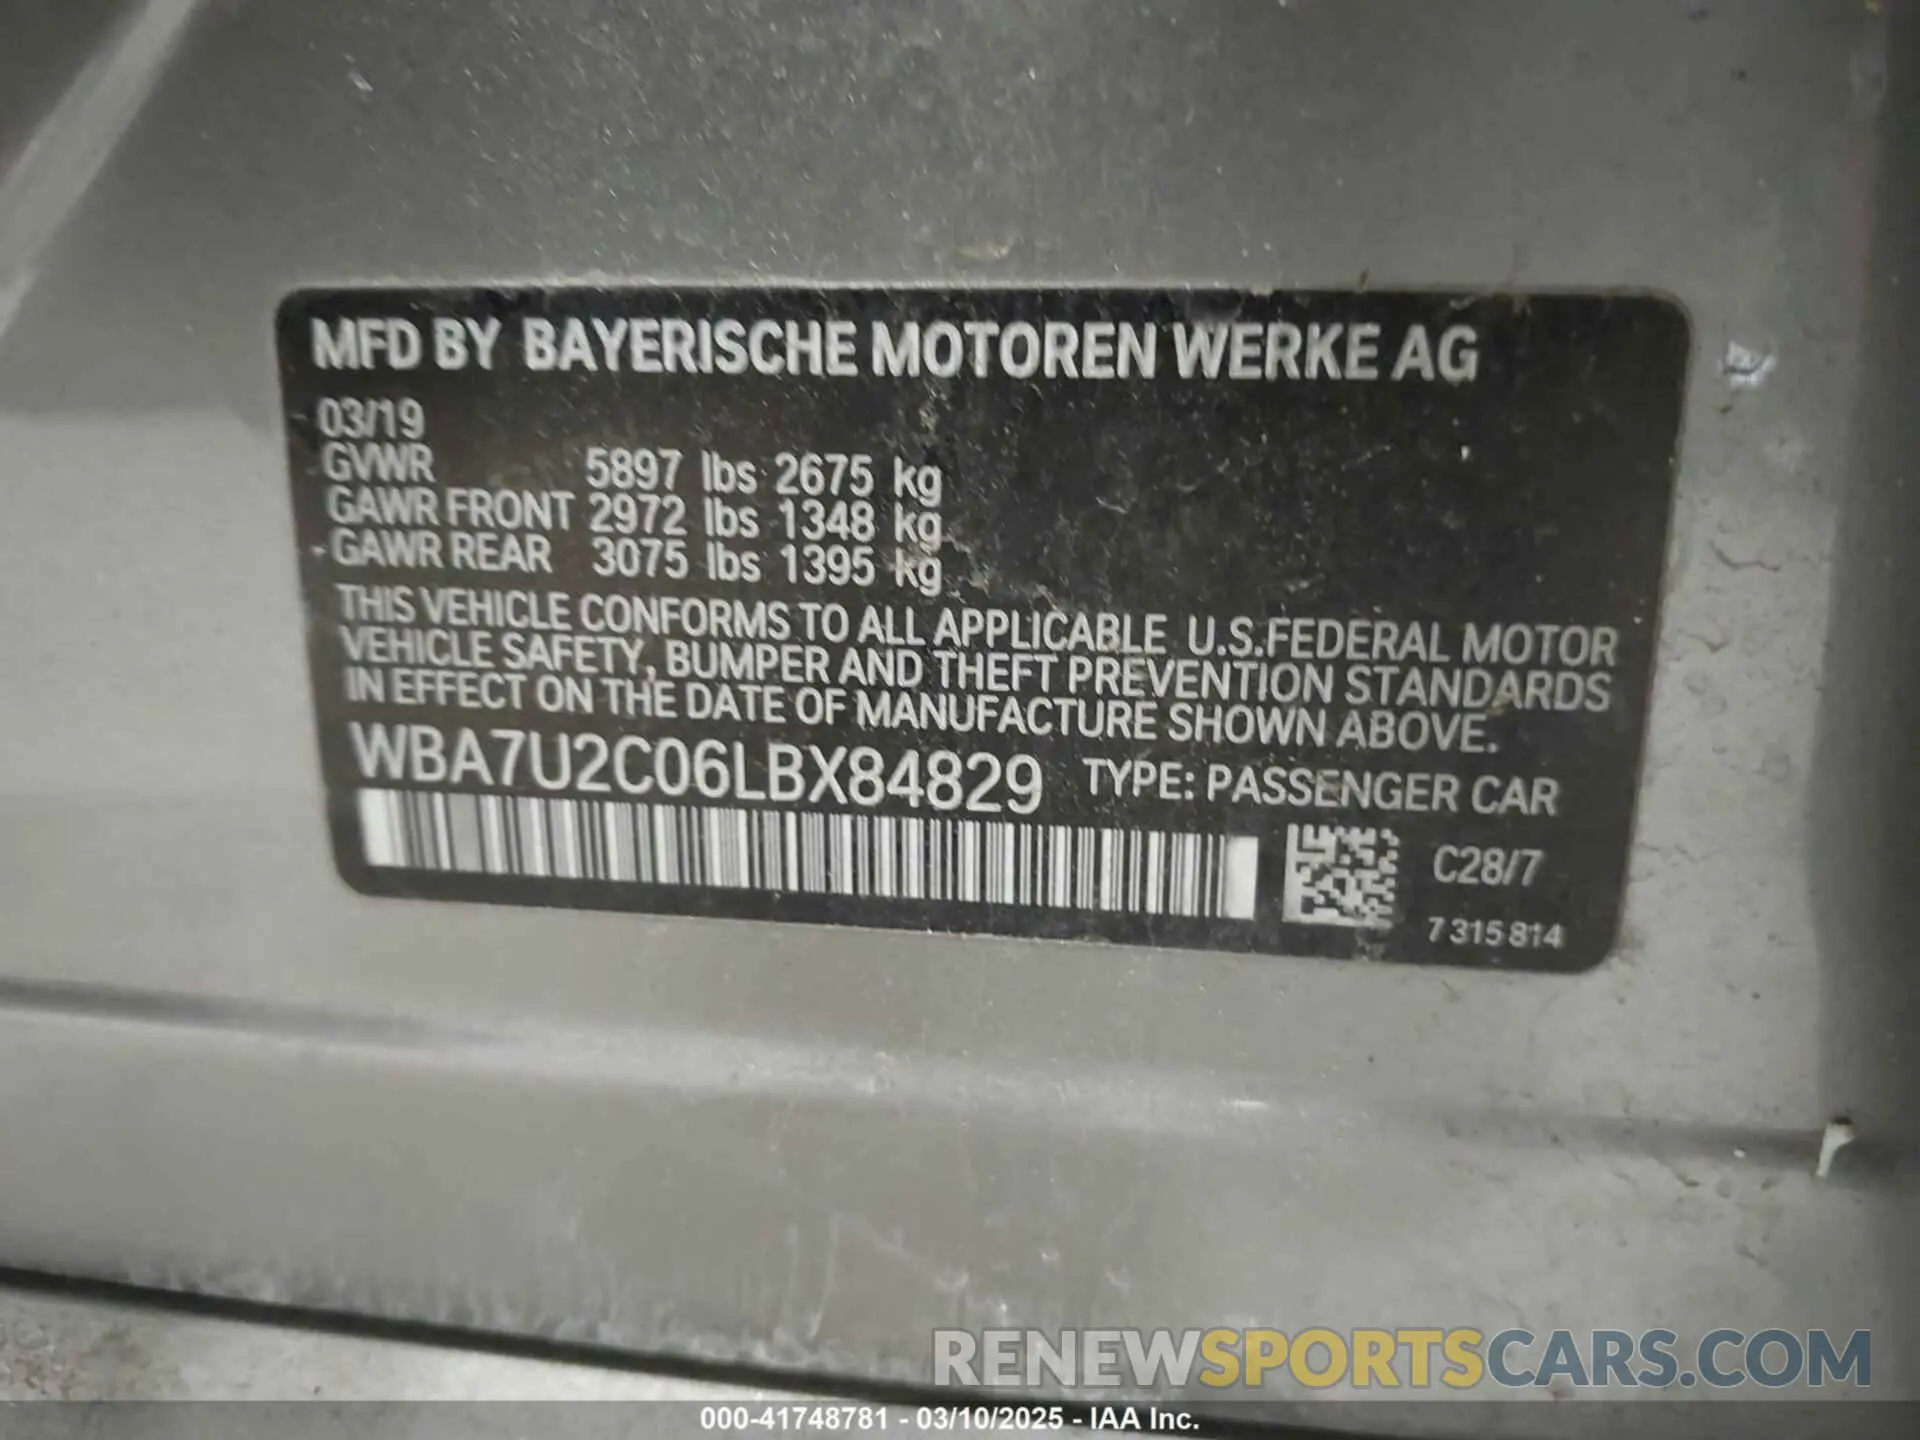 MFD BY BAYERISCHE MOTOREN WERKE AG
03/19
GVWR 5897 lbs 2675 kg
GAWR FRONT 2972 lbs 1348 kg
GAWR REAR 3075 lbs 1395 kg
THIS VEHICLE CONFORMS TO ALL APPLICABLE U.S.FEDERAL MOTOR
VEHICLE SAFETY, BUMPER AND THEFT PREVENTION STANDARDS
IN EFFECT ON THE DATE OF MANUFACTURE SHOWN ABOVE.
WBA7U2C06LBX84829 TYPE: PASSENGER CAR
C28/7
7 315 814
RENEWSPORTSCARS.COM
000-41748781 - 03/10/2025 - IAA Inc.